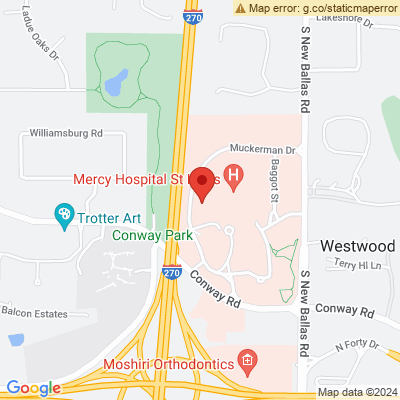 Map error: g.co/staticmaperror
Ladue Oaks Dr
270
Lakeshore Dr
S New Ballas Rd
Williamsburg Rd
Muckerman Dr
Mercy Hospital St
H
Baggot St
Trotter Art
Conway Park
Westwood
270
Terry Hl Ln
Conway Rd
S New Ballas Rd
Conway Rd
Balcon Estates
N Forty Dr
Moshiri Orthodontics
Google
Map data ©2024